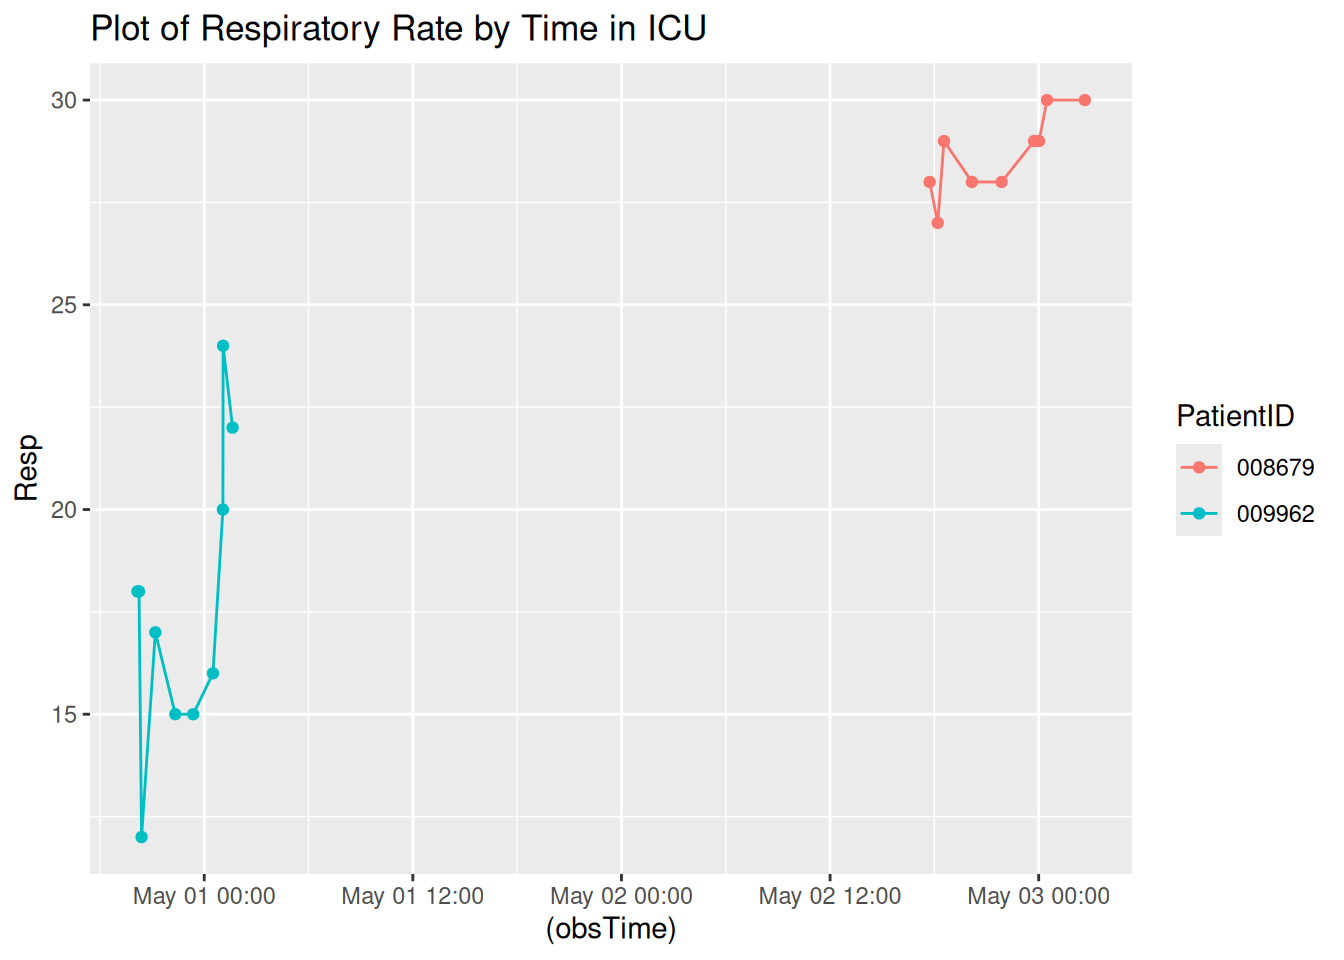 Plot of Respiratory Rate by Time in ICU
30
25
20
15
Resp
May 01 00:00
May 01 12:00
May 02 00:00
May 02 12:00
May 03 00:00
(obsTime)
PatientID
008679
009962